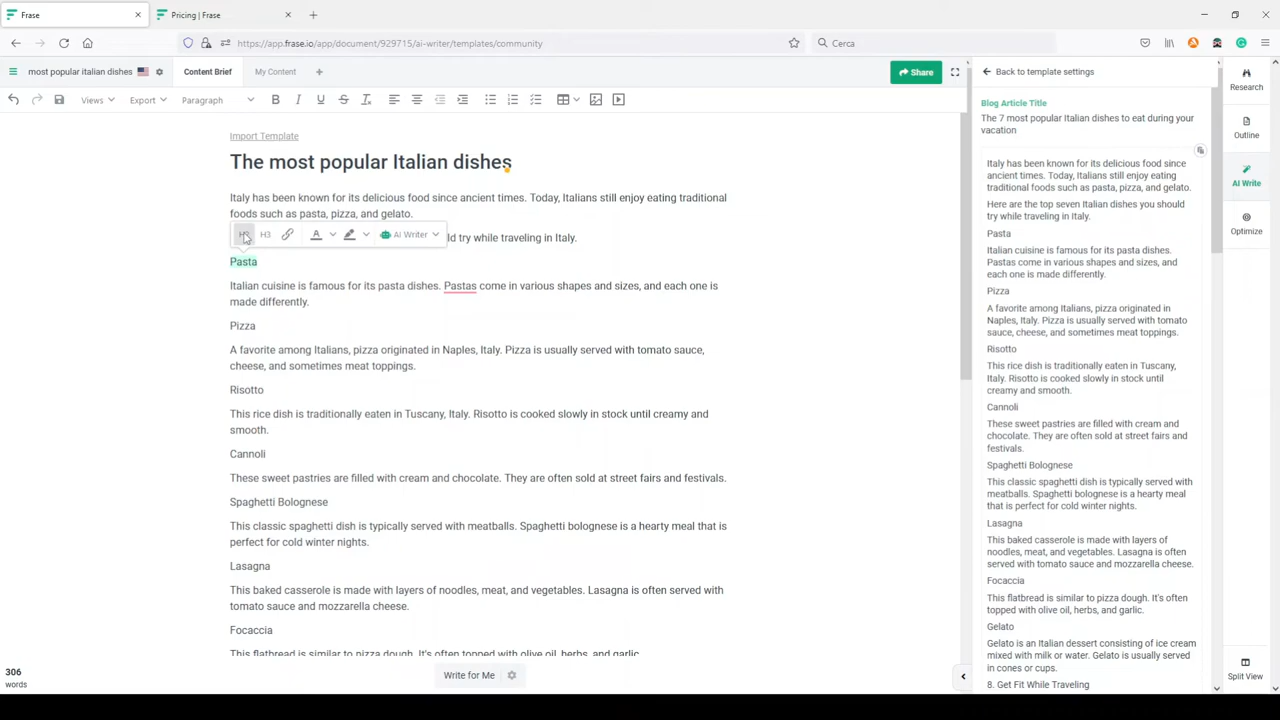 Frase
Pricing | Frase
https://app.frase.io/app/document/929715/ai-writer/templates/community
Cerca
most popular italian dishes
Content Brief
My Content
Share
Back to template settings
Research
Views
Export
Paragraph
Blog Article Title
The 7 most popular Italian dishes to eat during your
vacation
Outline
Import Template
The most popular Italian dishes
Italy has been known for its delicious food since ancient times. Today, Italians still enjoy eating traditional
foods such as pasta, pizza, and gelato.
H3
AI Writer
ld try while traveling in Italy.
Pasta
Italian cuisine is famous for its pasta dishes. Pastas come in various shapes and sizes, and each one is
made differently.
Pizza
A favorite among Italians, pizza originated in Naples, Italy. Pizza is usually served with tomato sauce,
cheese, and sometimes meat toppings.
Risotto
This rice dish is traditionally eaten in Tuscany, Italy. Risotto is cooked slowly in stock until creamy and
smooth.
Cannoli
These sweet pastries are filled with cream and chocolate. They are often sold at street fairs and festivals.
Spaghetti Bolognese
This classic spaghetti dish is typically served with meatballs. Spaghetti bolognese is a hearty meal that is
perfect for cold winter nights.
Lasagna
This baked casserole is made with layers of noodles, meat, and vegetables. Lasagna is often served with
tomato sauce and mozzarella cheese.
Focaccia
This flatbread is similar to pizza dough. It's often topped with olive oil, herbs, and garlic.
306
words
Write for Me
Italy has been known for its delicious food since
ancient times. Today, Italians still enjoy eating
traditional foods such as pasta, pizza, and gelato.
Here are the top seven Italian dishes you should
try while traveling in Italy.
Pasta
Italian cuisine is famous for its pasta dishes.
Pastas come in various shapes and sizes, and
each one is made differently.
Pizza
A favorite among Italians, pizza originated in
Naples, Italy. Pizza is usually served with tomato
sauce, cheese, and sometimes meat toppings.
Risotto
This rice dish is traditionally eaten in Tuscany,
Italy. Risotto is cooked slowly in stock until
creamy and smooth.
Cannoli
These sweet pastries are filled with cream and
chocolate. They are often sold at street fairs and
festivals.
Spaghetti Bolognese
This classic spaghetti dish is typically served with
meatballs. Spaghetti bolognese is a hearty meal
that is perfect for cold winter nights.
Lasagna
This baked casserole is made with layers of
noodles, meat, and vegetables. Lasagna is often
served with tomato sauce and mozzarella cheese.
Focaccia
This flatbread is similar to pizza dough. It's often
topped with olive oil, herbs, and garlic.
Gelato
Gelato is an Italian dessert consisting of ice cream
mixed with milk or water. Gelato is usually served
in cones or cups.
8. Get Fit While Traveling
AI Write
Optimize
Split View